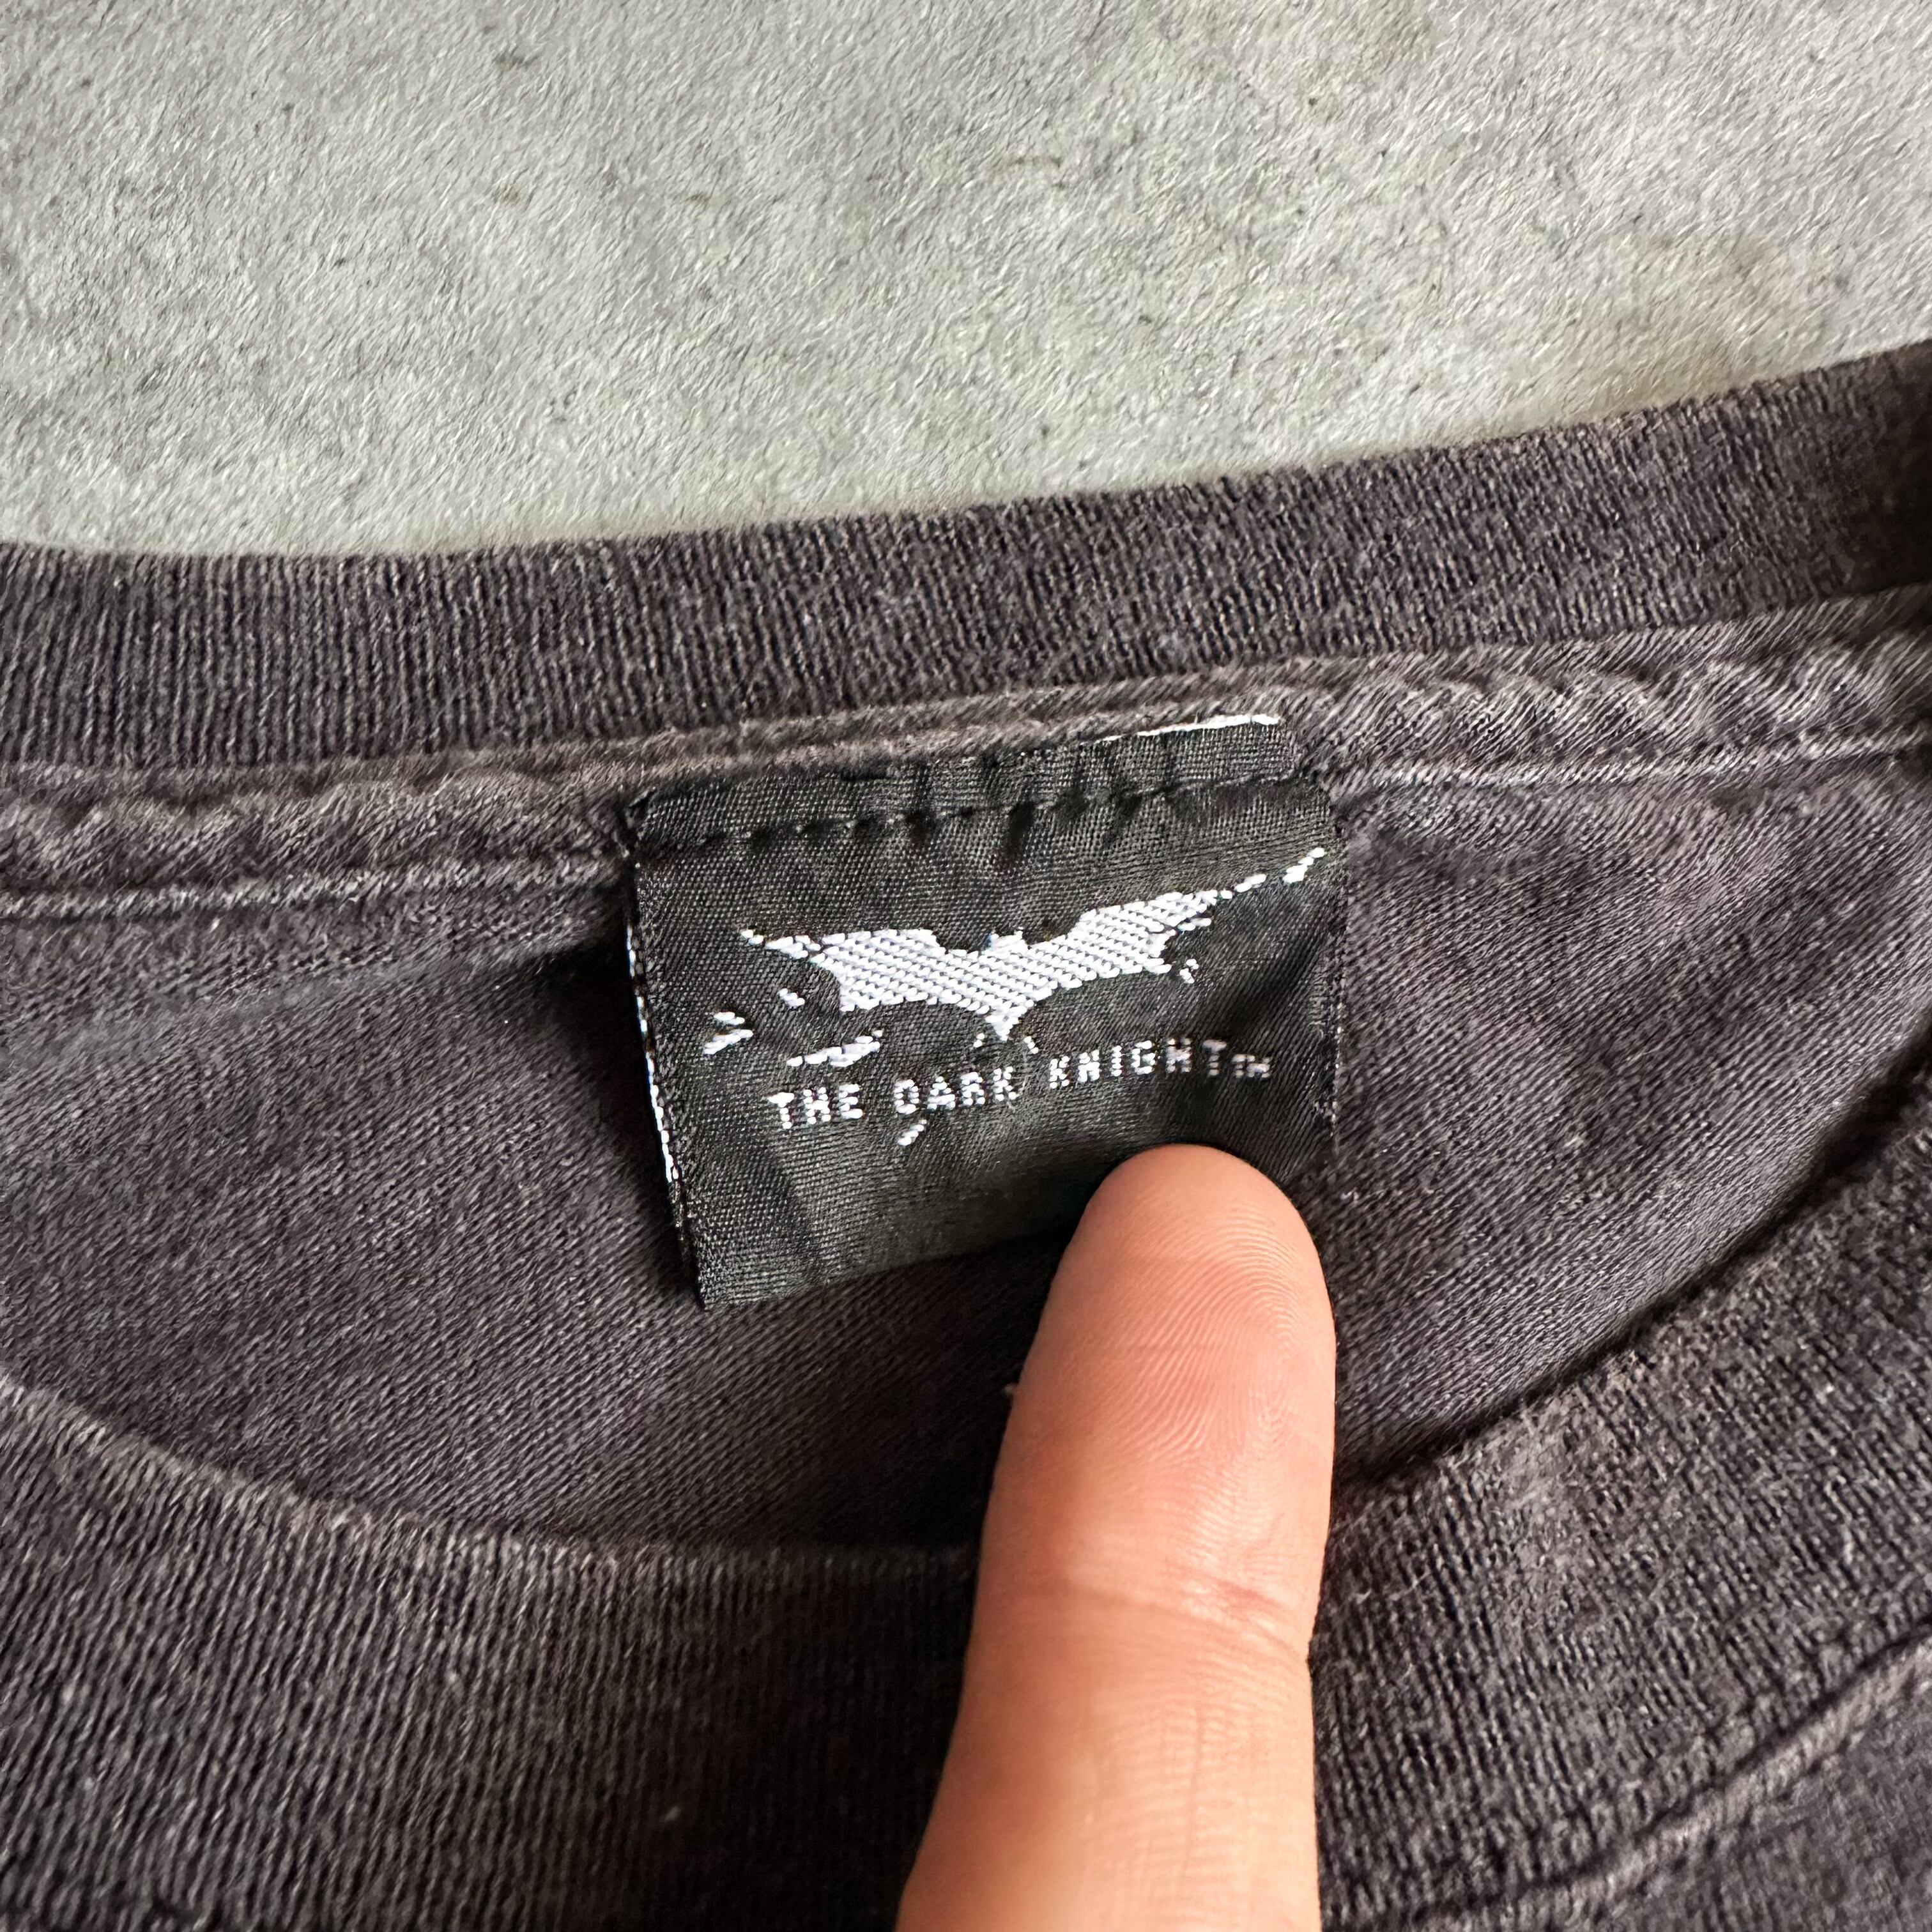 THE DARK KNIGHT™